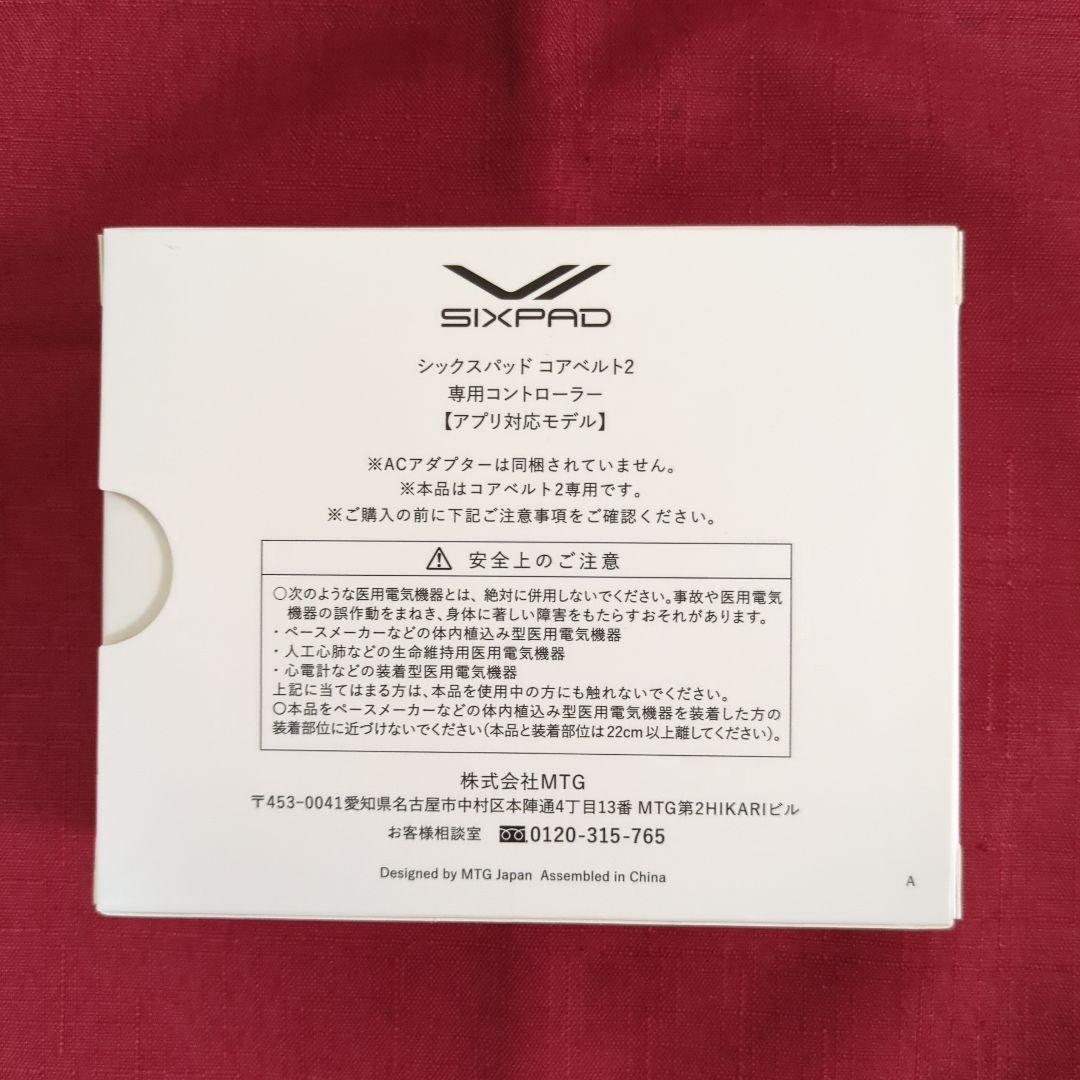 SIXPAD
シックスパッド コアベルト2
専用コントローラー
【アプリ対応モデル】
※ACアダプターは同梱されていません。
※本品はコアベルト2専用です。
※ご購入の前に下記ご注意事項をご確認ください。
⚠ 安全上のご注意
○次のような医用電気機器とは、絶対に併用しないでください。事故や医用電気
機器の誤作動をまねき、身体に著しい障害をもたらすおそれがあります。
・ペースメーカーなどの体内植込み型医用電気機器
・人工心肺などの生命維持用医用電気機器
・心電計などの装着型医用電気機器
上記に当てはまる方は、本品を使用中の方にも触れないでください。
○本品をペースメーカーなどの体内植込み型医用電気機器を装着した方の
装着部位に近づけないでください(本品と装着部位は22cm以上離してください)。
株式会社MTG
〒453-0041愛知県名古屋市中村区本陣通4丁目13番 MTG第2HIKARIビル
お客様相談室 0120-315-765
Designed by MTG Japan Assembled in China
A